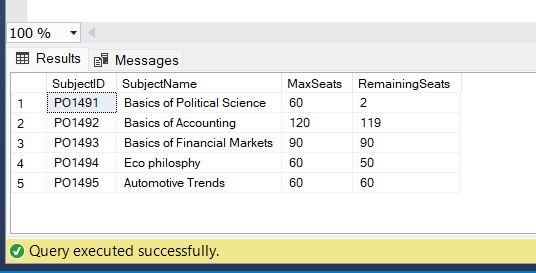 100 %
Results Messages
SubjectID SubjectName MaxSeats RemainingSeats
1 PO1491 Basics of Political Science 60 2
2 PO1492 Basics of Accounting 120 119
3 PO1493 Basics of Financial Markets 90 90
4 PO1494 Eco philosphy 60 50
5 PO1495 Automotive Trends 60 60
Query executed successfully.